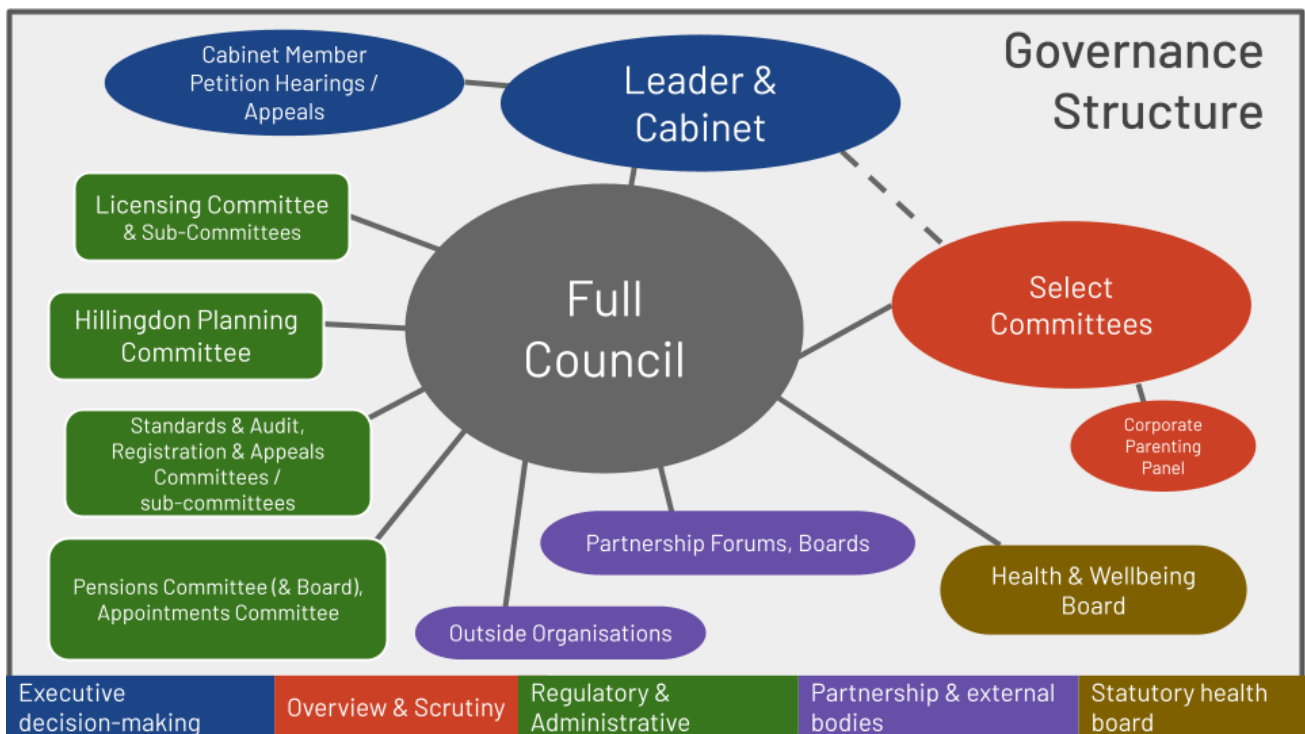 Governance
Structure
Cabinet Member
Petition Hearings /
Appeals
Leader &
Cabinet
Licensing Committee
& Sub-Committees
Full
Council
Select
Committees
Hillingdon Planning
Committee
Standards & Audit,
Registration & Appeals
Committees /
sub-committees
Corporate
Parenting
Panel
Pensions Committee (& Board),
Appointments Committee
Partnership Forums, Boards
Outside Organisations
Health & Wellbeing
Board
Executive
decision-making
Overview & Scrutiny
Regulatory &
Administrative
Partnership & external
bodies
Statutory health
board